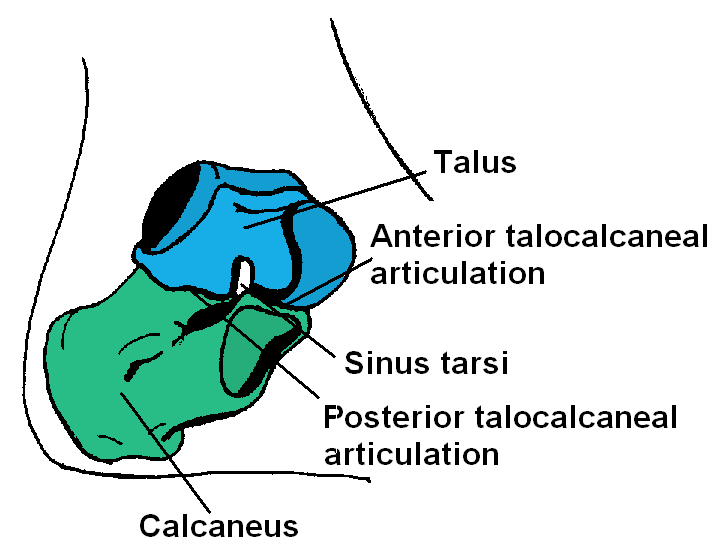 Talus
Anterior talocalcaneal
articulation
Sinus tarsi
Posterior talocalcaneal
articulation
Calcaneus